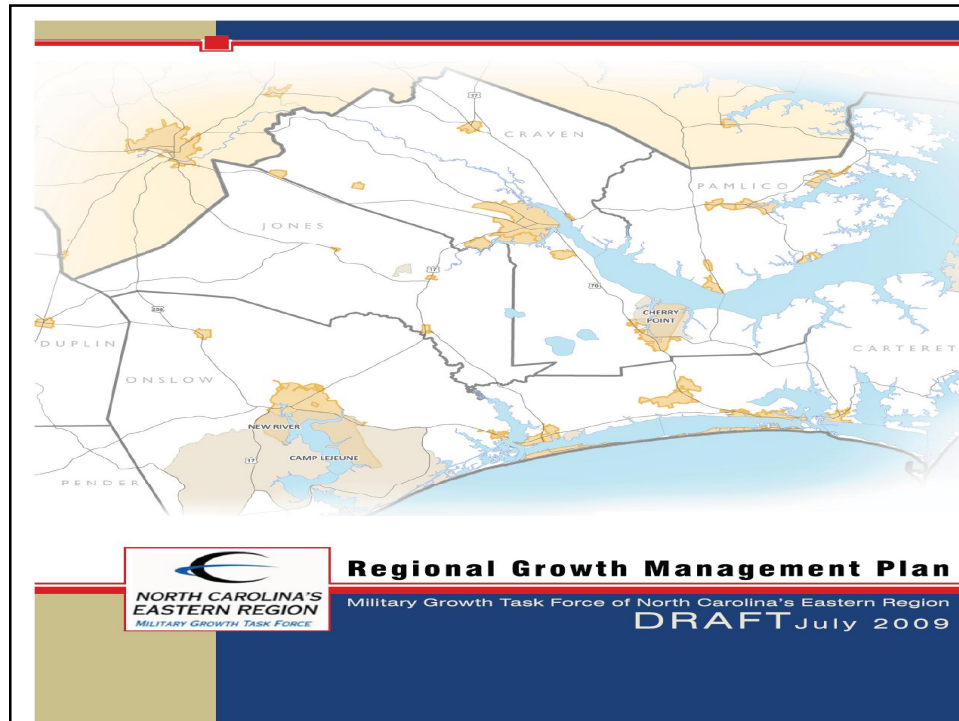 17
CRAVEN
PAMLICO
JONES
17
70
CHERRY
POINT
258
DUPLIN
CARTERET
ONSLOW
NEW RIVER
17
CAMP LEJEUNE
PENDER
Regional Growth Management Plan
NORTH CAROLINA'S
EASTERN REGION
MILITARY GROWTH TASK FORCE
Military Growth Task Force of North Carolina's Eastern Region
DRAFT July 2009